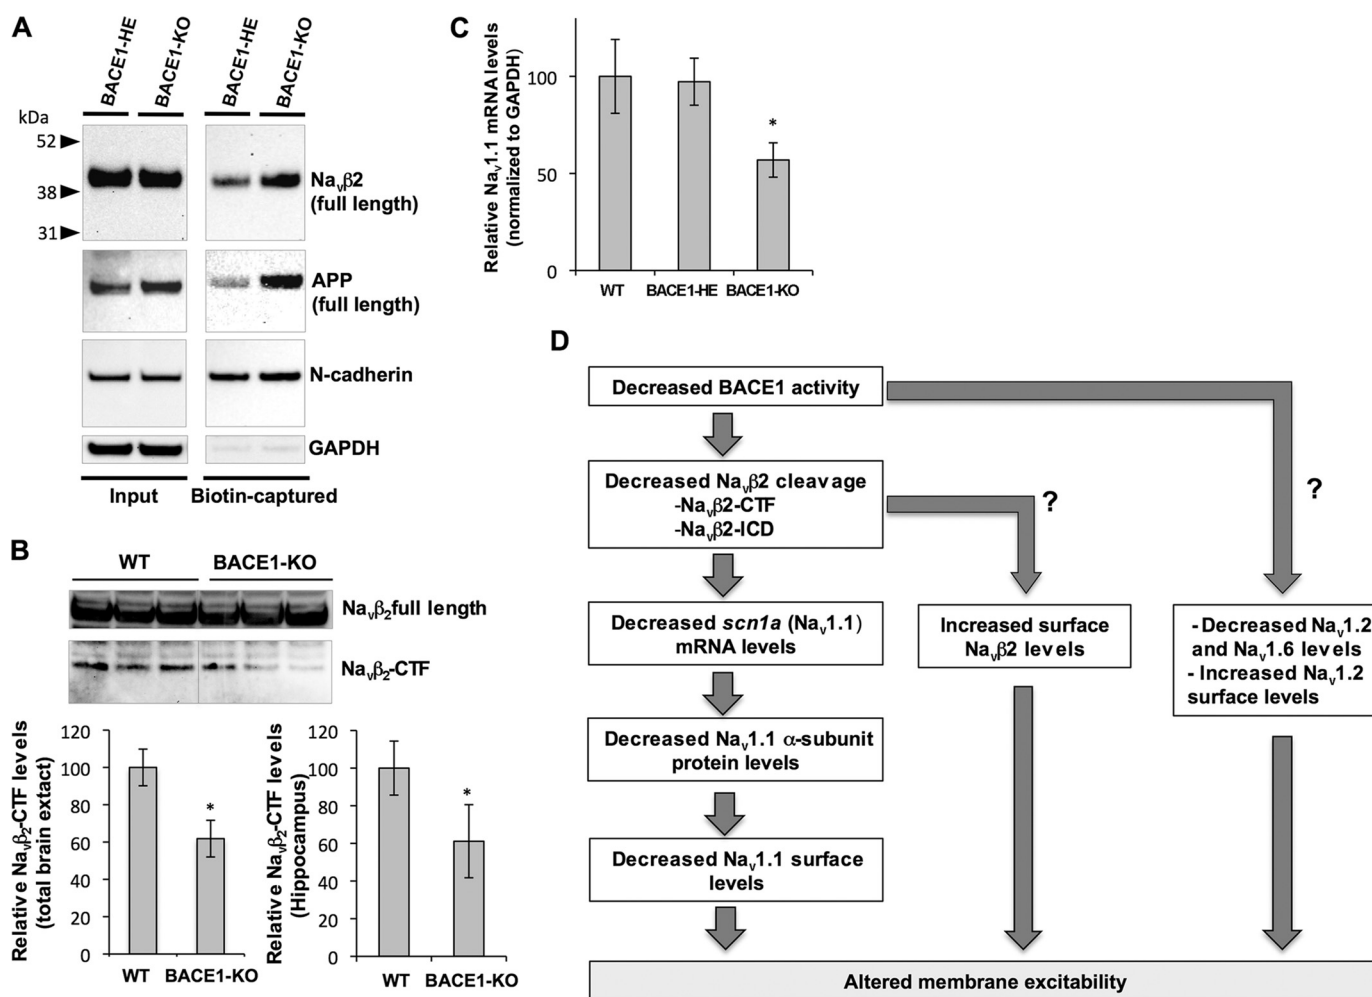 A
BACE1-HE
BACE1-KO
BACE1-HE
BACE1-KO
kDa
52
38
31
Naᵥβ2
(full length)
APP
(full length)
N-cadherin
GAPDH
Input
Biotin-captured
B
WT
BACE1-KO
Naᵥβ₂full length
Naᵥβ₂-CTF
Relative Naᵥβ₂-CTF levels
(total brain extact)
120
100
80
60
40
20
0
*
WT
BACE1-KO
Relative Naᵥβ₂-CTF levels
(Hippocampus)
120
100
80
60
40
20
0
*
WT
BACE1-KO
C
Relative Naᵥ1.1 mRNA levels
(normalized to GAPDH)
100
50
0
*
WT
BACE1-HE
BACE1-KO
D
Decreased BACE1 activity
Decreased Naᵥβ2 cleavage
-Naᵥβ2-CTF
-Naᵥβ2-ICD
?
?
Decreased scn1a (Naᵥ1.1)
mRNA levels
Increased surface
Naᵥβ2 levels
- Decreased Naᵥ1.2
and Naᵥ1.6 levels
- Increased Naᵥ1.2
surface levels
Decreased Naᵥ1.1 α-subunit
protein levels
Decreased Naᵥ1.1 surface
levels
Altered membrane excitability